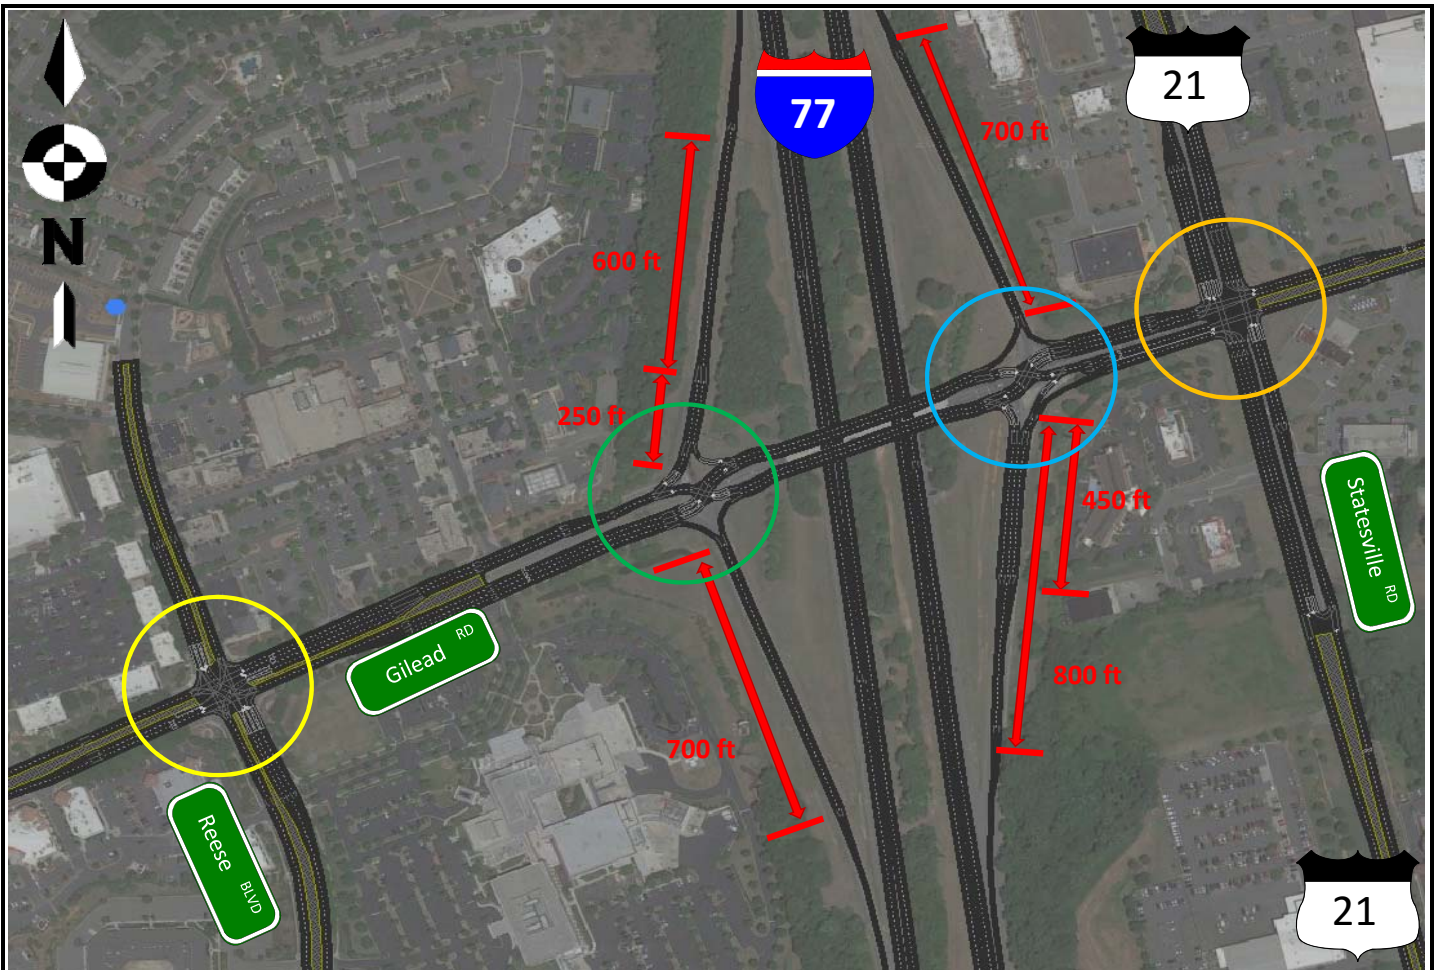 21
77
700 ft
N
600 ft
250 ft
450 ft
Statesville RD
Gilead RD
800 ft
700 ft
Reese BLVD
21